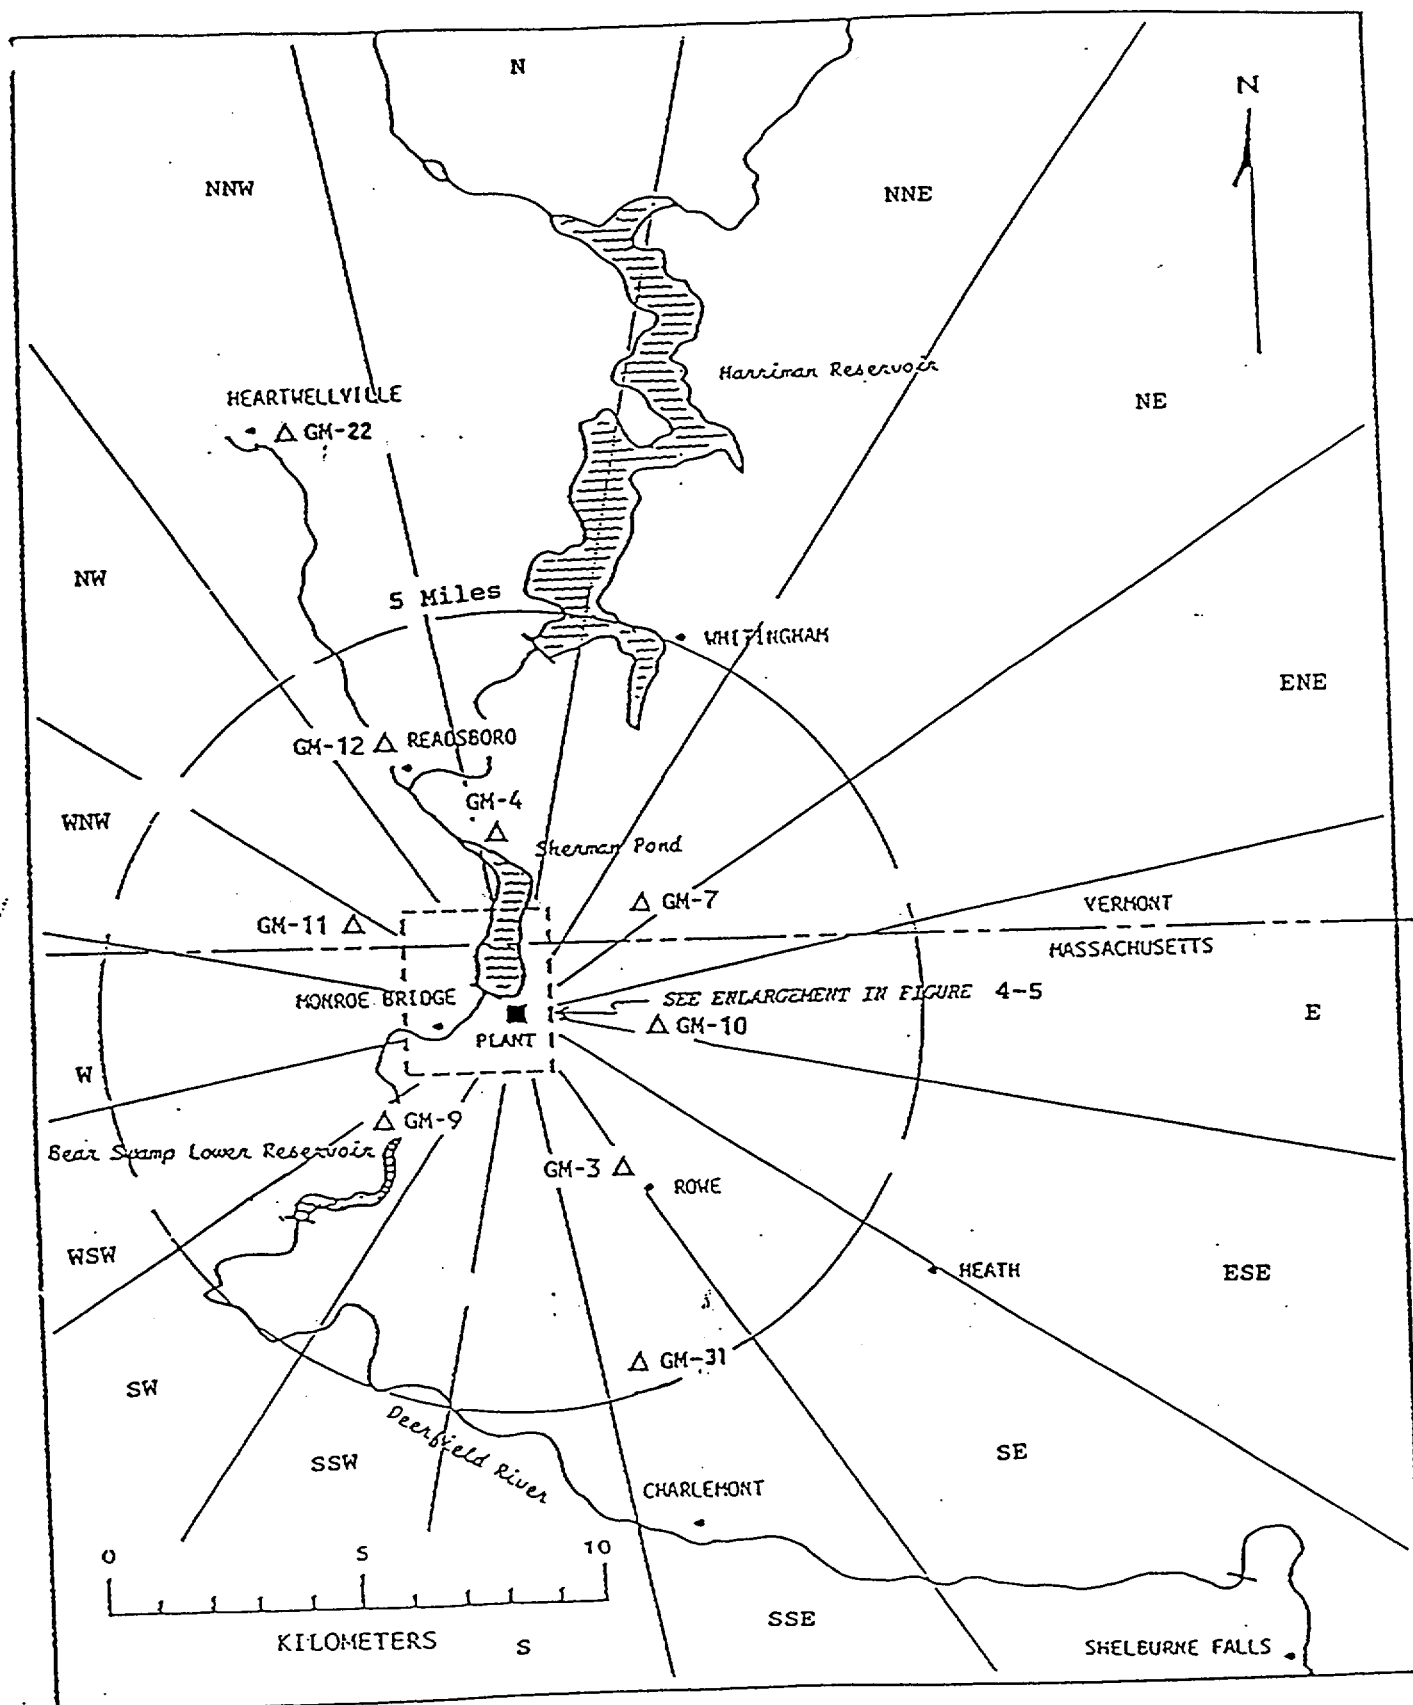 N
N
NNW
NNE
Harriman Reservoir
HEARTWELLVILLE
NE
GM-22
NW
5 Miles
WHITINGHAM
ENE
GM-12
READSBORO
GM-4
WNW
Sherman Pond
GM-7
VERMONT
GM-11
MASSACHUSETTS
MONROE BRIDGE
SEE ENLARGEMENT IN FIGURE 4-5
E
GM-10
PLANT
W
GM-9
Bear Swamp Lower Reservoir
GM-3
ROWE
WSW
HEATH
ESE
GM-31
SW
Deerfield River
SE
SSW
CHARLEMONT
0 5 10
SSE
KILOMETERS
S
SHELBURNE FALLS